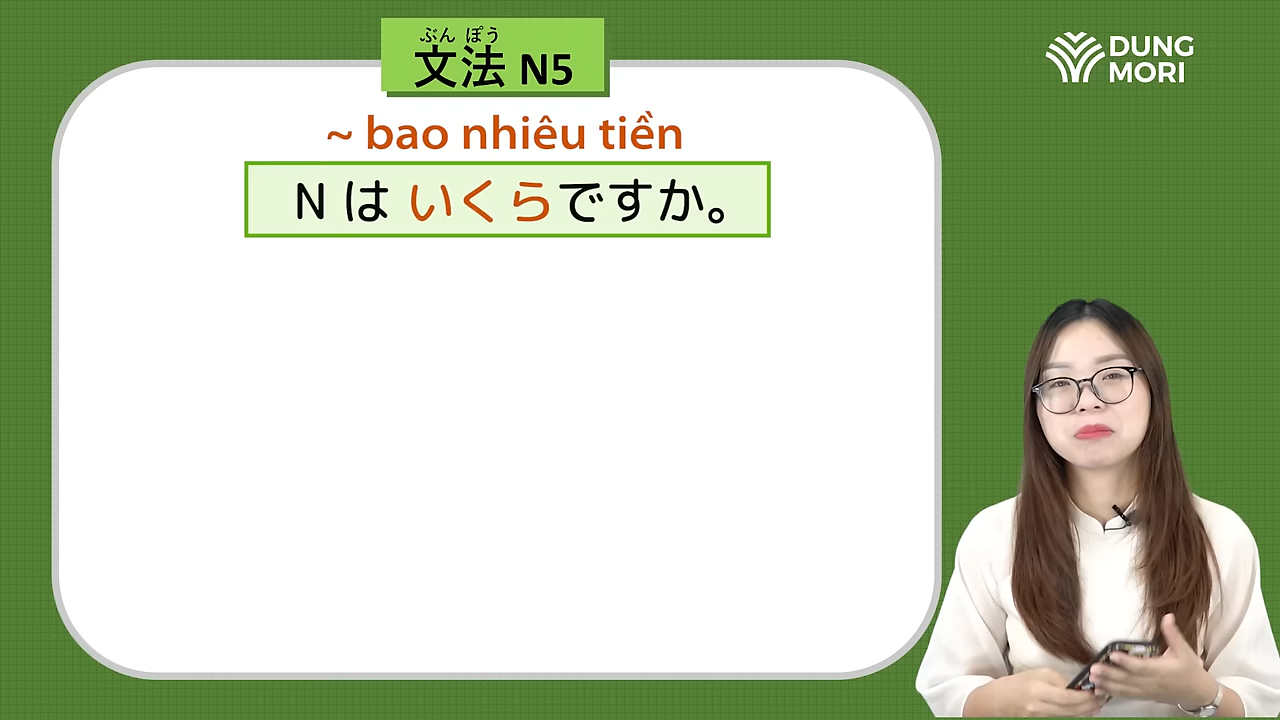 ぶん ぽう
文法 N5
DUNG
MORI
~ bao nhiêu tiền
N は いくらですか。